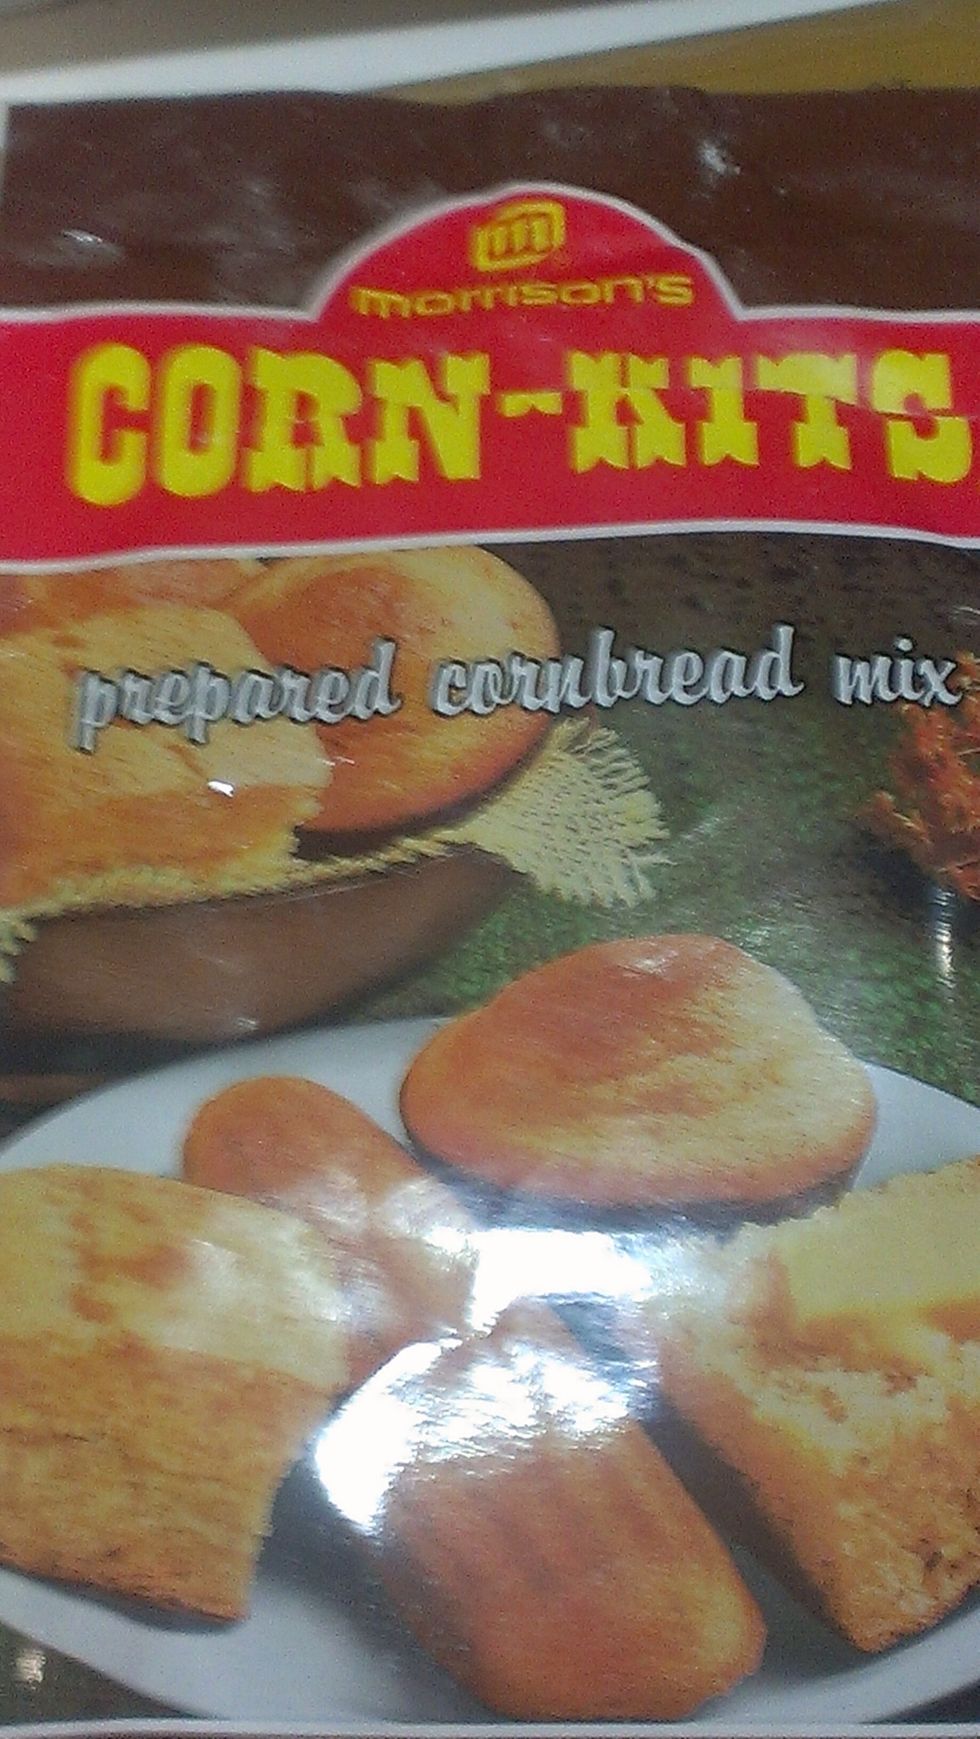 m
morrison's
CORN-KITS
prepared cornbread mix